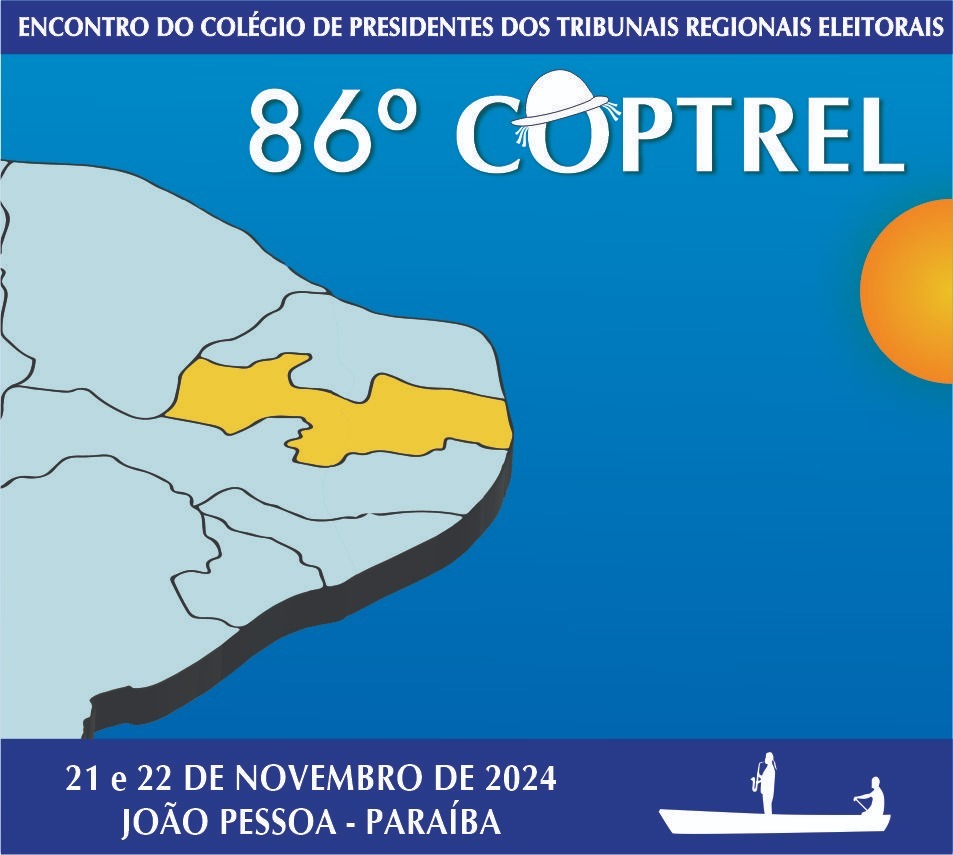 ENCONTRO DO COLÉGIO DE PRESIDENTES DOS TRIBUNAIS REGIONAIS ELEITORAIS
86º COPTREL
21 e 22 DE NOVEMBRO DE 2024
JOÃO PESSOA - PARAÍBA